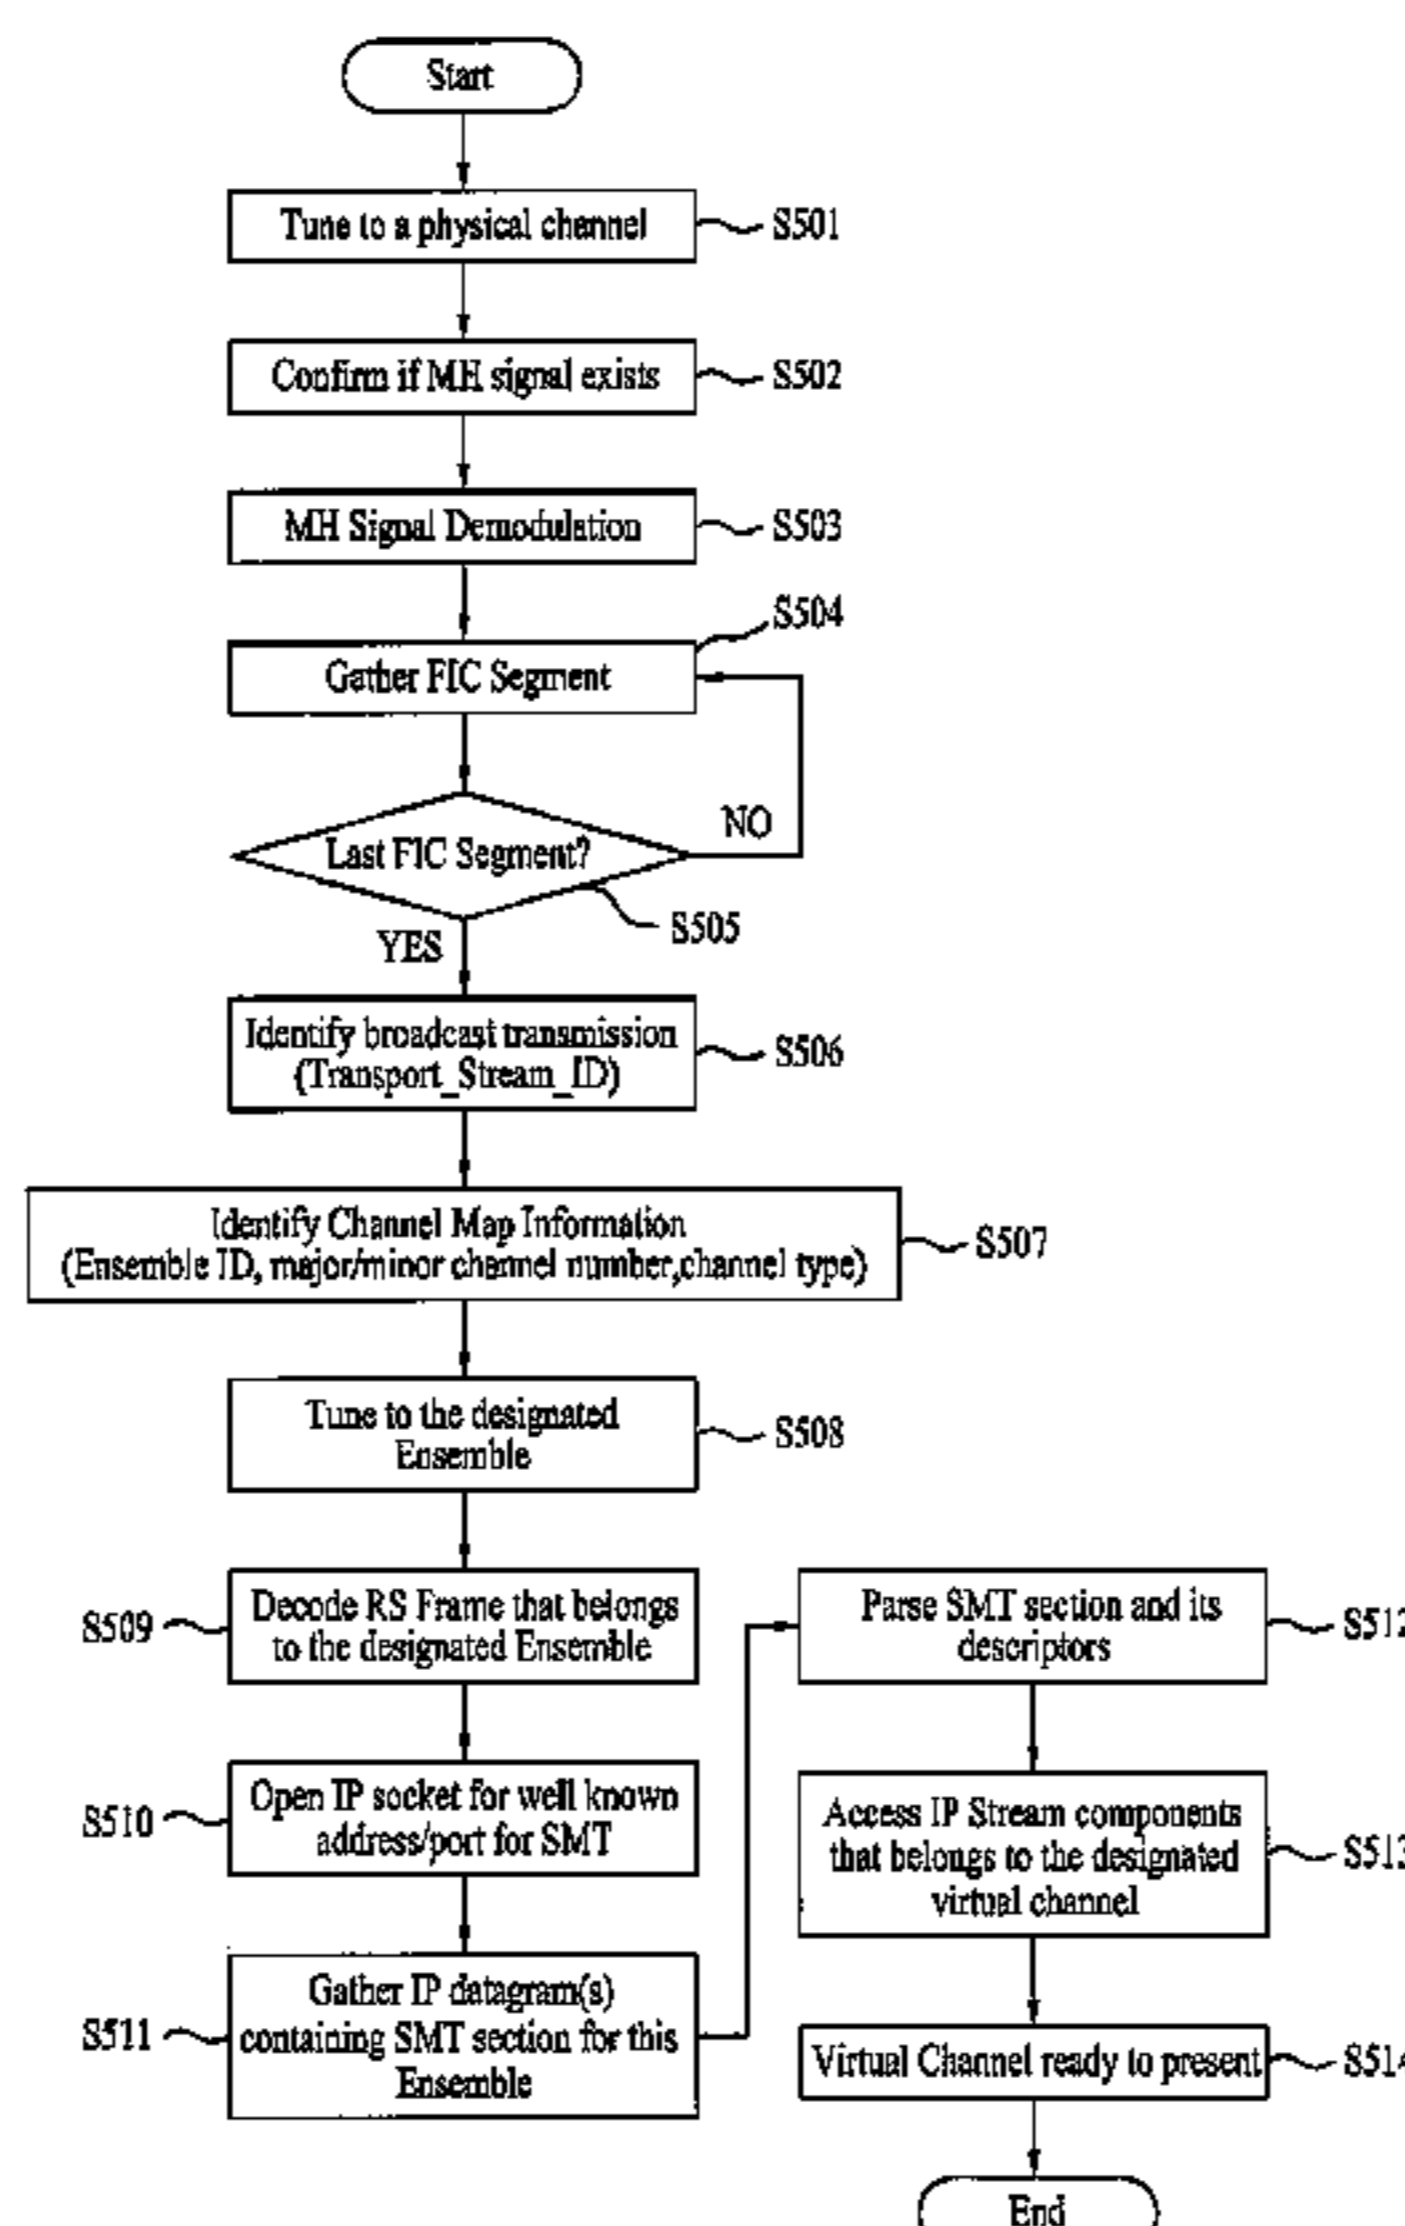 Start
Tune to a physical channel
S501
Confirm if MH signal exists
S502
MH Signal Demodulation
S503
S504
Gather FIC Segment
NO
Last FIC Segment?
S505
YES
Identify broadcast transmission
(Transport_Stream_ID)
S506
Identify Channel Map Information
(Ensemble ID, major/minor channel number,channel type)
S507
Tune to the designated
Ensemble
S508
S509
Decode RS Frame that belongs
to the designated Ensemble
S510
Open IP socket for well known
address/port for SMT
S511
Gather IP datagram(s)
containing SMT section for this
Ensemble
Parse SMT section and its
descriptors
S512
Access IP Stream components
that belongs to the designated
virtual channel
S513
Virtual Channel ready to present
S514
End